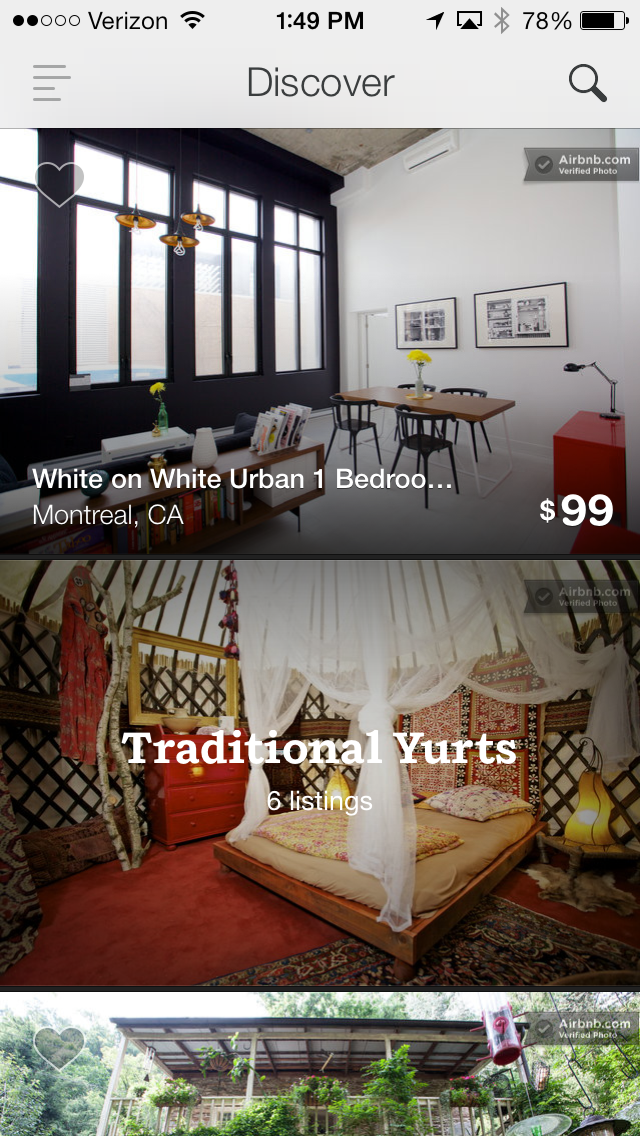 Verizon 1:49 PM 78%
Discover
Airbnb.com
Verified Photo
White on White Urban 1 Bedroo...
Montreal, CA
$99
Airbnb.com
Verified Photo
Traditional Yurts
6 listings
Airbnb.com
Verified Photo